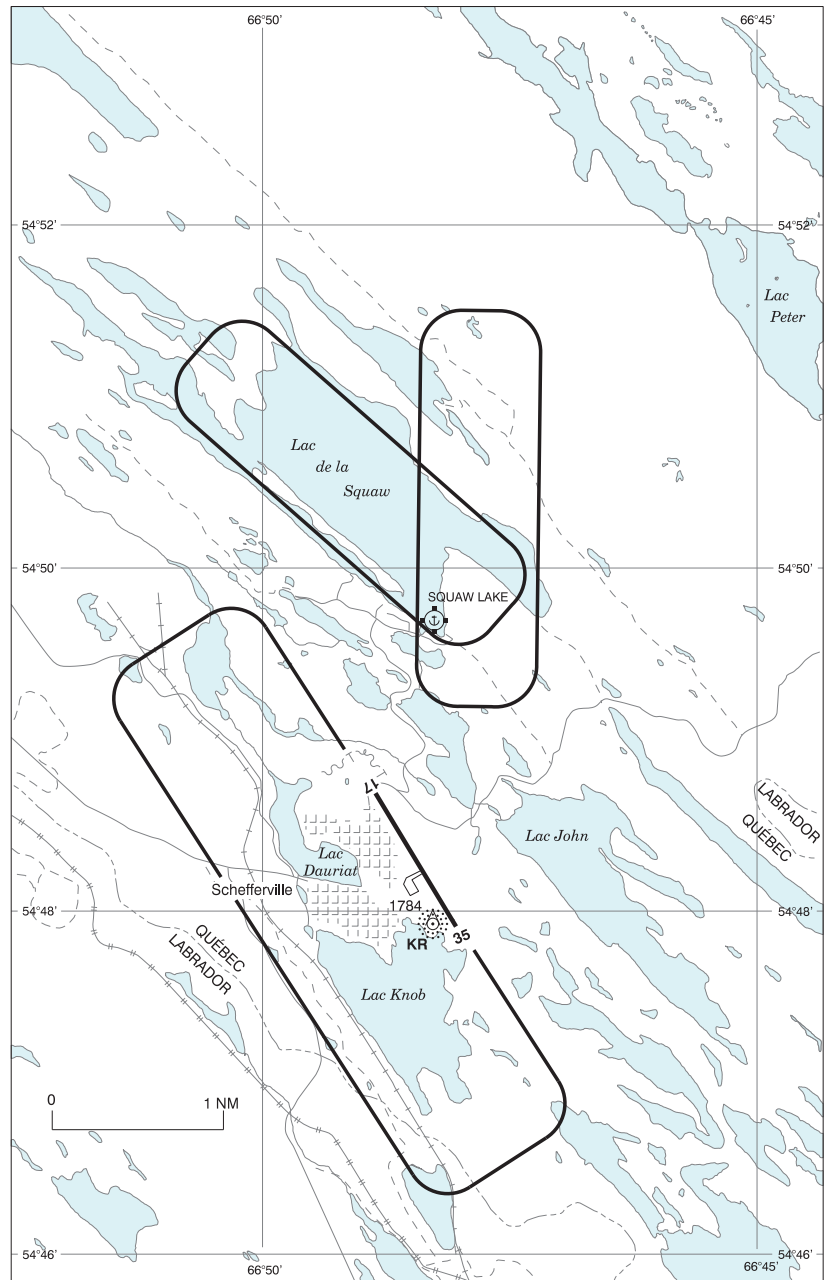 66°50'
66°45'
54°52'
54°52'
Lac
Peter
Lac
de la
Squaw
54°50'
54°50'
SQUAW LAKE
17
LABRADOR
QUÉBEC
Lac John
Lac
Dauriat
Schefferville
1784
54°48'
54°48'
35
KR
QUÉBEC
LABRADOR
Lac Knob
0
1 NM
54°46'
54°46'
66°50'
66°45'